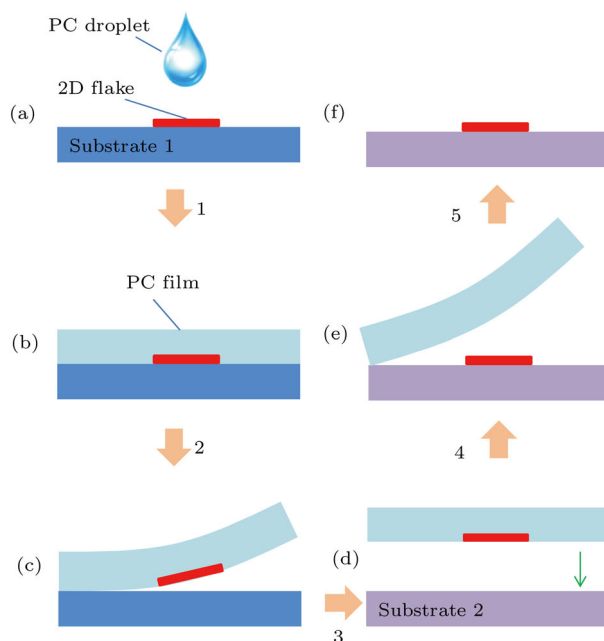 PC droplet
2D flake
(a)
Substrate 1
1
PC film
(b)
2
(c)
3
(f)
5
(e)
4
(d)
Substrate 2